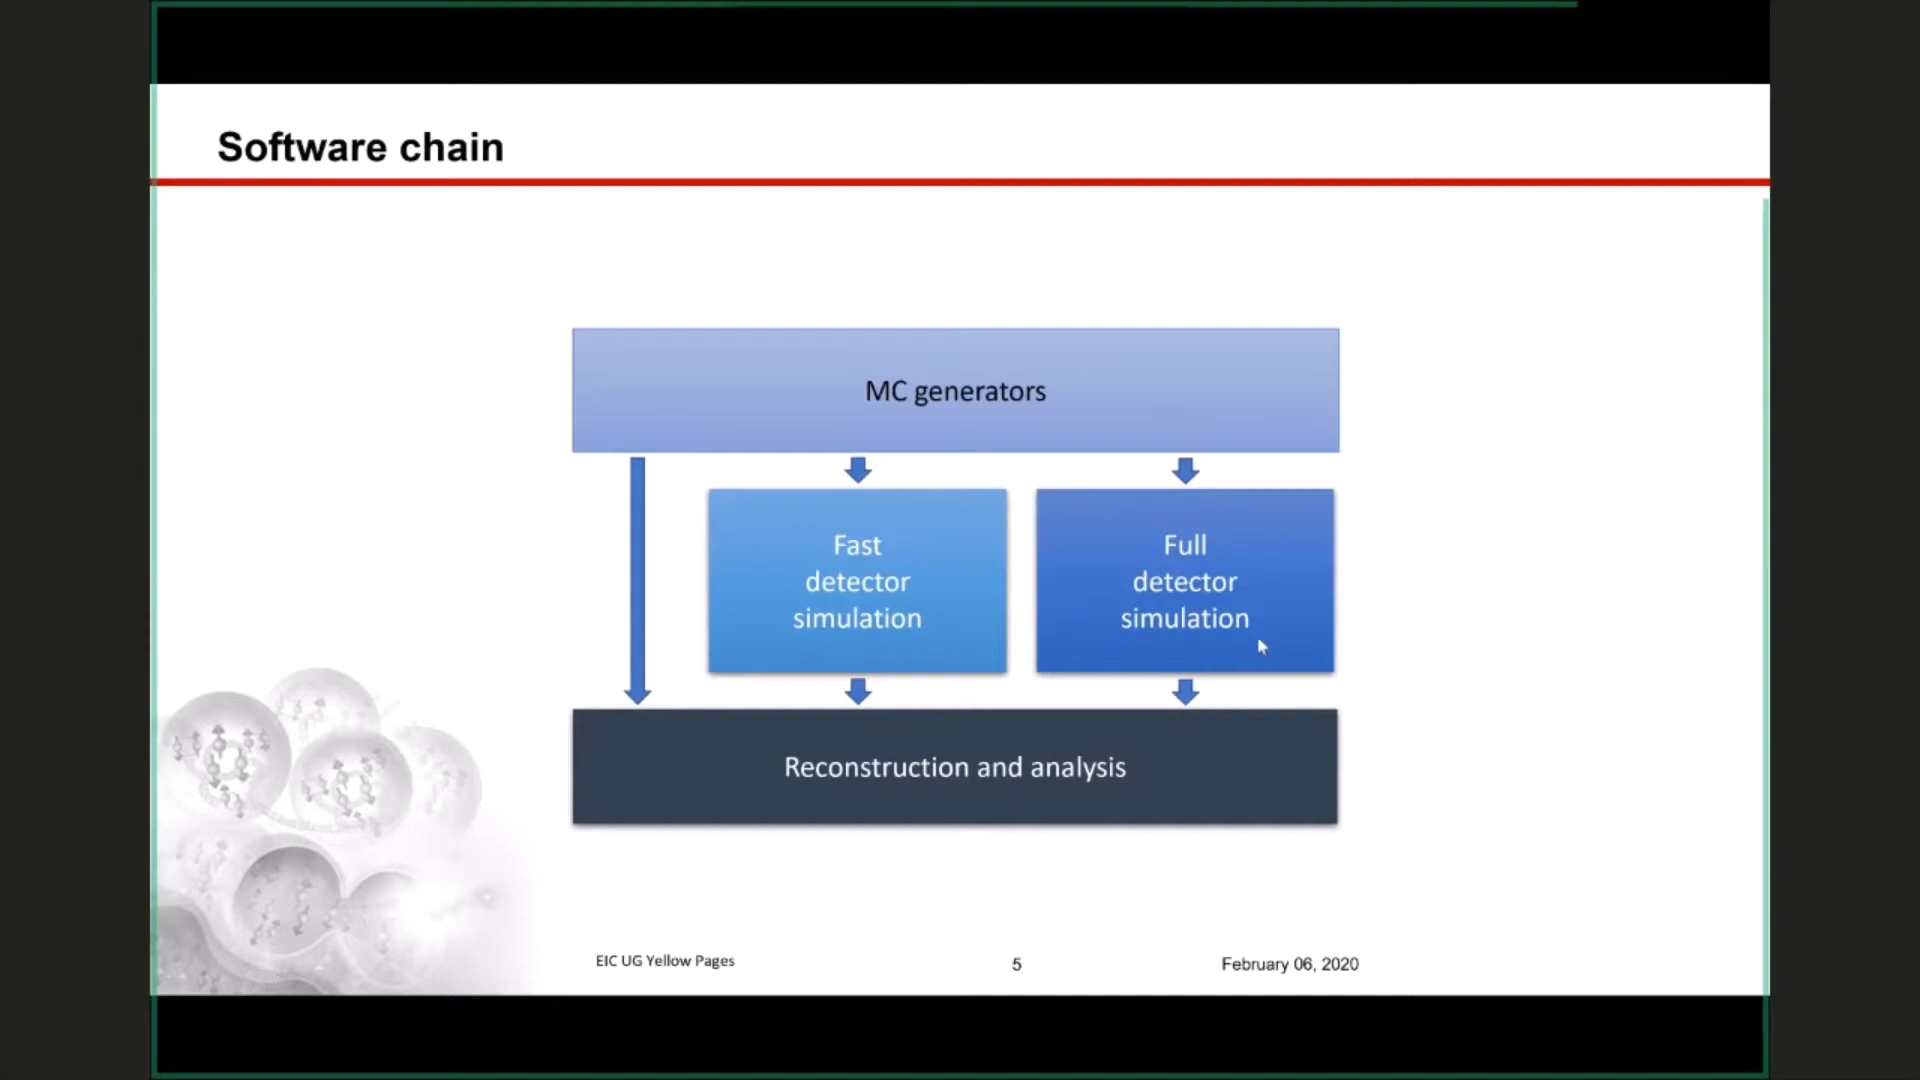 Software chain
MC generators
Fast
detector
simulation
Full
detector
simulation
Reconstruction and analysis
EIC UG Yellow Pages
5
February 06, 2020